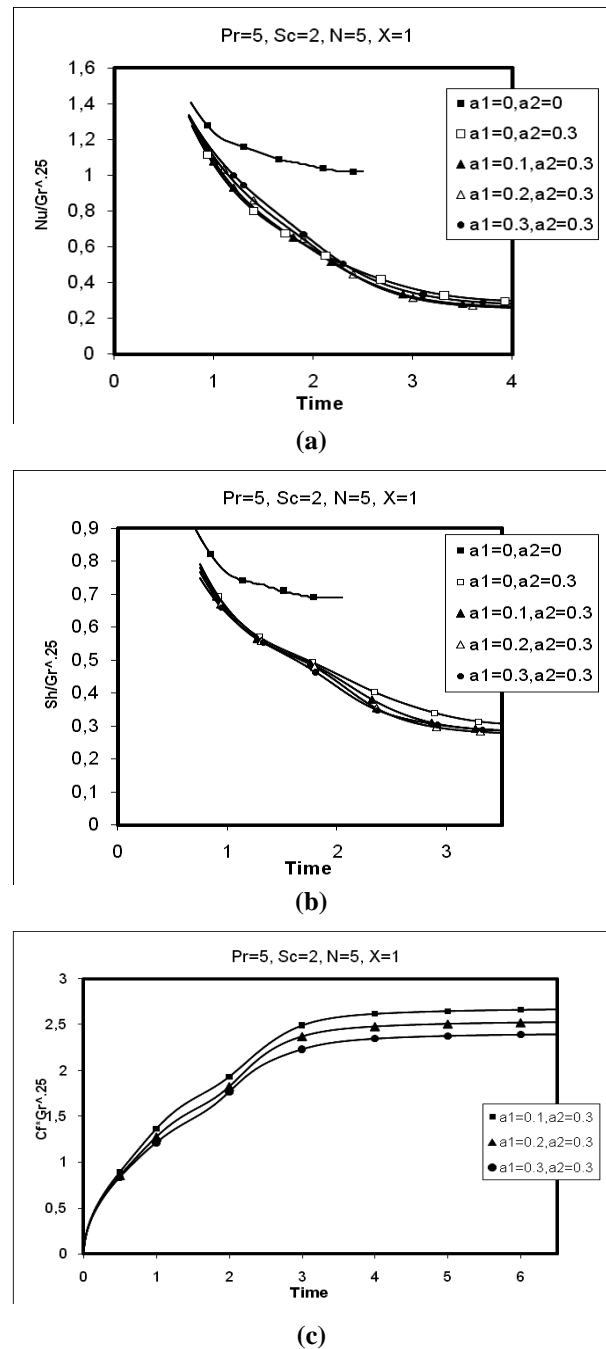 Pr=5, Sc=2, N=5, X=1
1,6
1,4
1,2
1
0,8
0,6
0,4
0,2
0
Nu/Gr^.25
0
1
2
3
4
Time
a1=0,a2=0
a1=0,a2=0.3
a1=0.1,a2=0.3
a1=0.2,a2=0.3
a1=0.3,a2=0.3
(a)
Pr=5, Sc=2, N=5, X=1
0,9
0,8
0,7
0,6
0,5
0,4
0,3
0,2
0,1
0
Sh/Gr^.25
0
1
2
3
Time
a1=0,a2=0
a1=0,a2=0.3
a1=0.1,a2=0.3
a1=0.2,a2=0.3
a1=0.3,a2=0.3
(b)
Pr=5, Sc=2, N=5, X=1
3
2,5
2
1,5
1
0,5
0
Cf*Gr^.25
0
1
2
3
4
5
6
Time
a1=0.1,a2=0.3
a1=0.2,a2=0.3
a1=0.3,a2=0.3
(c)